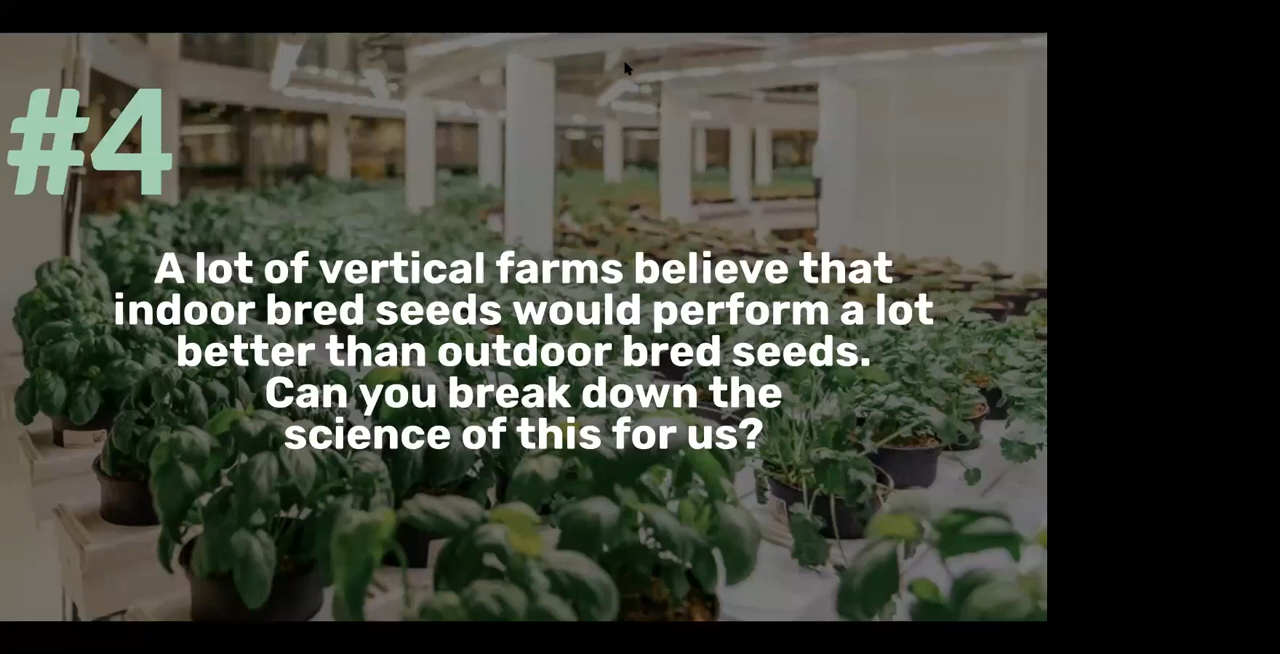 #4
A lot of vertical farms believe that
indoor bred seeds would perform a lot
better than outdoor bred seeds.
Can you break down the
science of this for us?